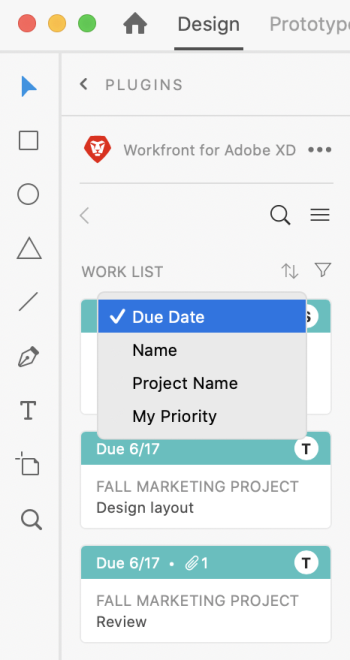 Design Prototype
PLUGINS
Workfront for Adobe XD
WORK LIST
Due Date
Name
Project Name
My Priority
Due 6/17 T
FALL MARKETING PROJECT
Design layout
Due 6/17 • 1 T
FALL MARKETING PROJECT
Review
T